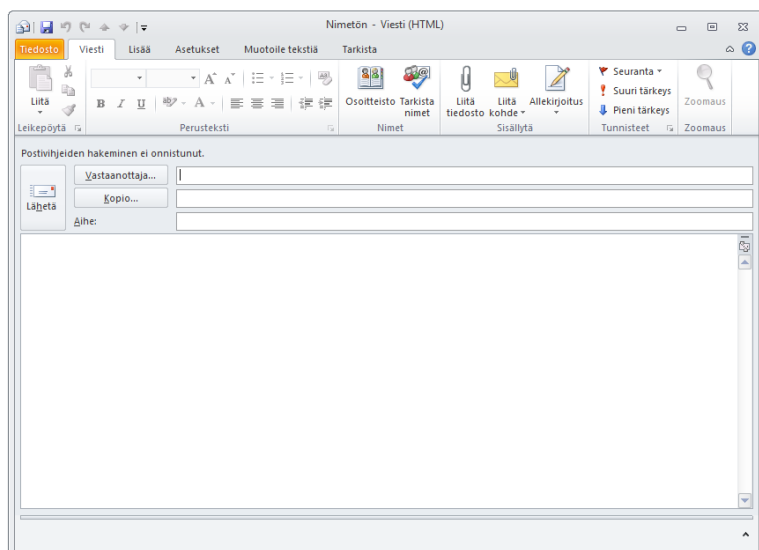 Nimetön - Viesti (HTML)
Tiedosto Viesti Lisää Asetukset Muotoile tekstiä Tarkista
Liitä
B I U
Osoitteisto
Tarkista nimet
Liitä tiedosto
Liitä kohde
Allekirjoitus
Seuranta
Suuri tärkeys
Pieni tärkeys
Zoomaus
Leikepöytä Perusteksti Nimet Sisällytä Tunnisteet Zoomaus
Postivihjeiden hakeminen ei onnistunut.
Lähetä
Vastaanottaja...
Kopio...
Aihe: